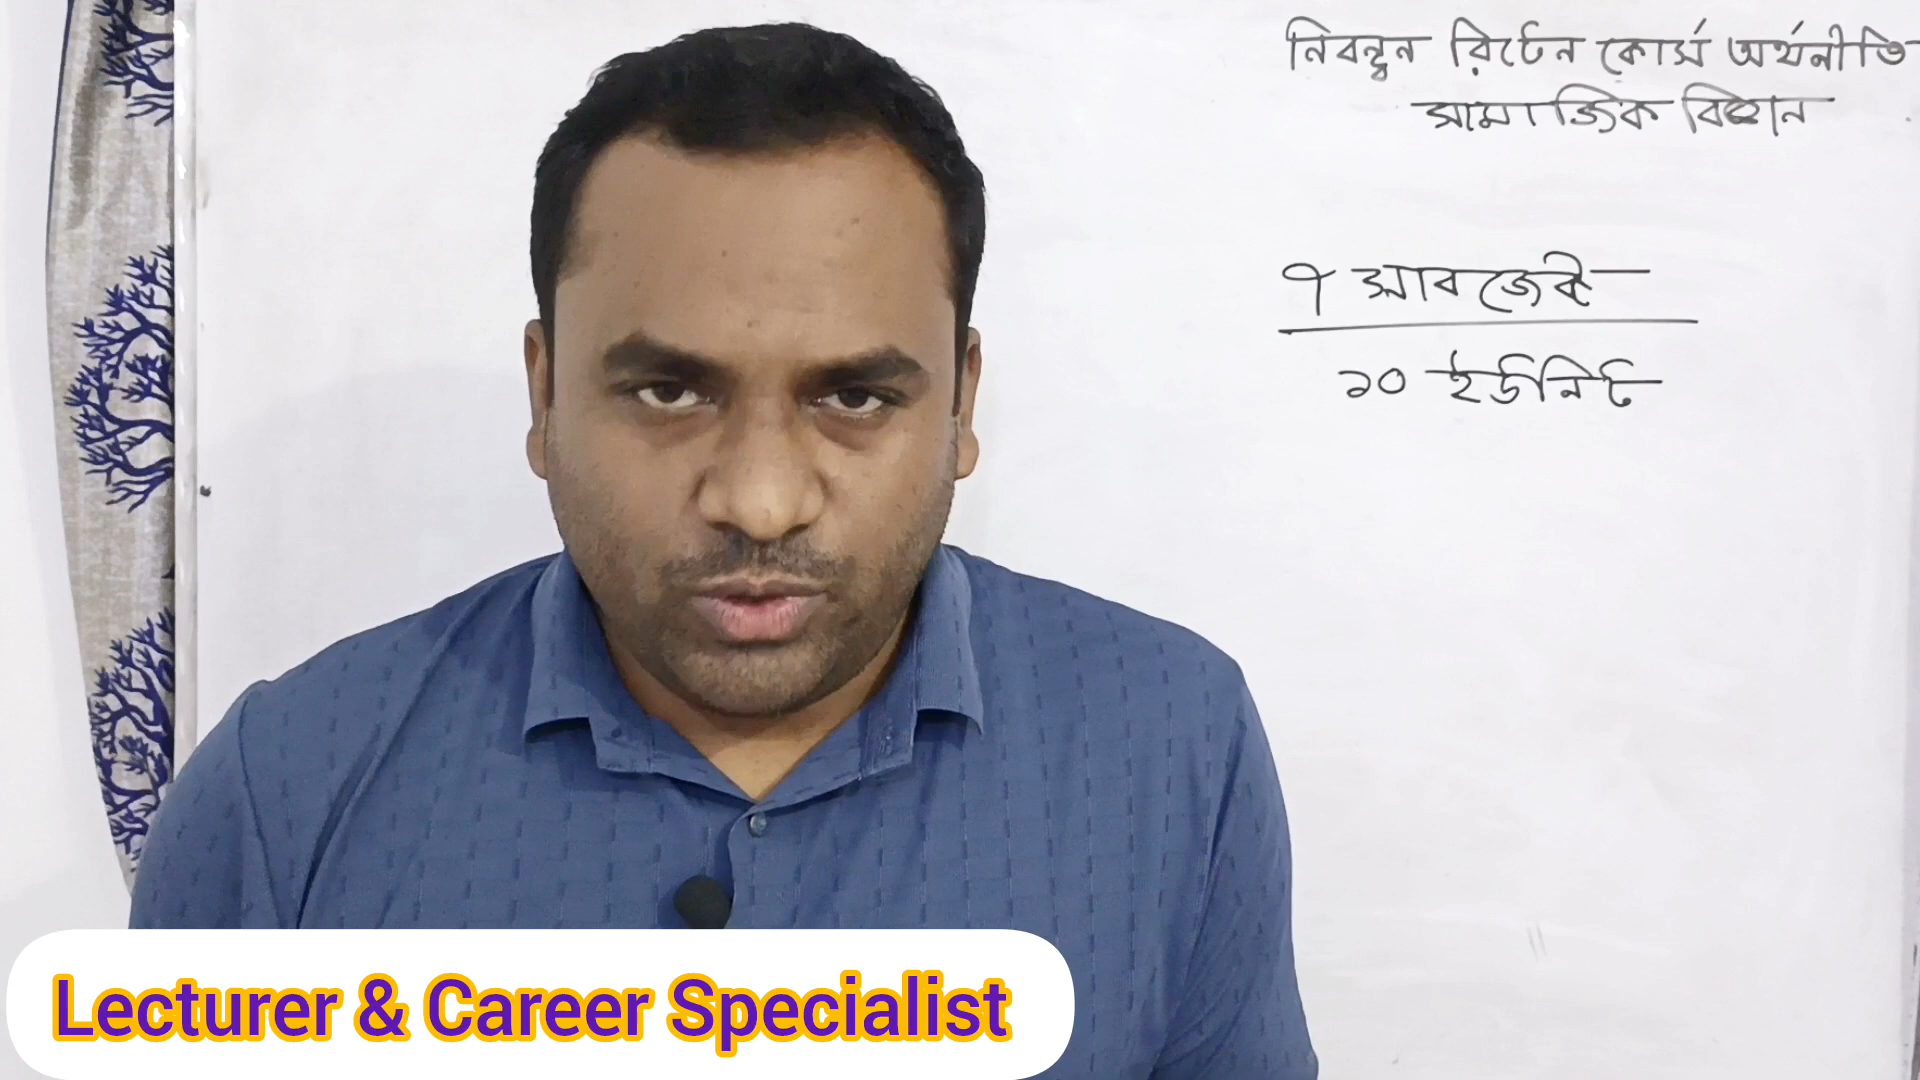 নিবন্ধন রিটেন কোর্স অর্থনীতি
সামাজিক বিজ্ঞান
৭ সাবজেক্ট
১০ ইউনিট
Lecturer & Career Specialist